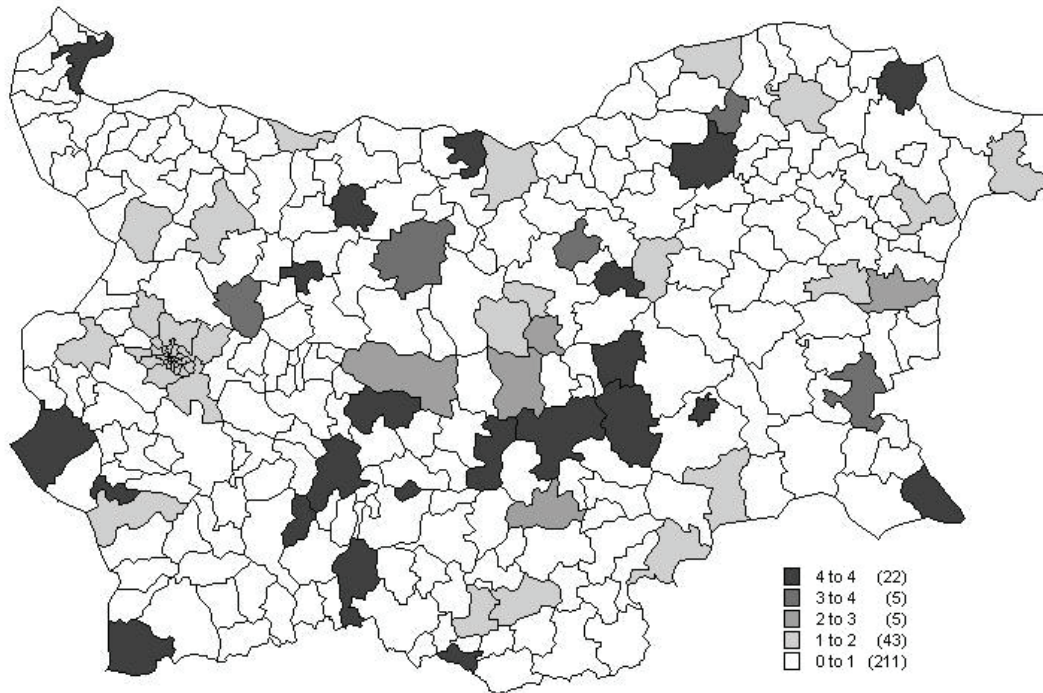 4 to 4 (22)
3 to 4 (5)
2 to 3 (5)
1 to 2 (43)
0 to 1 (211)